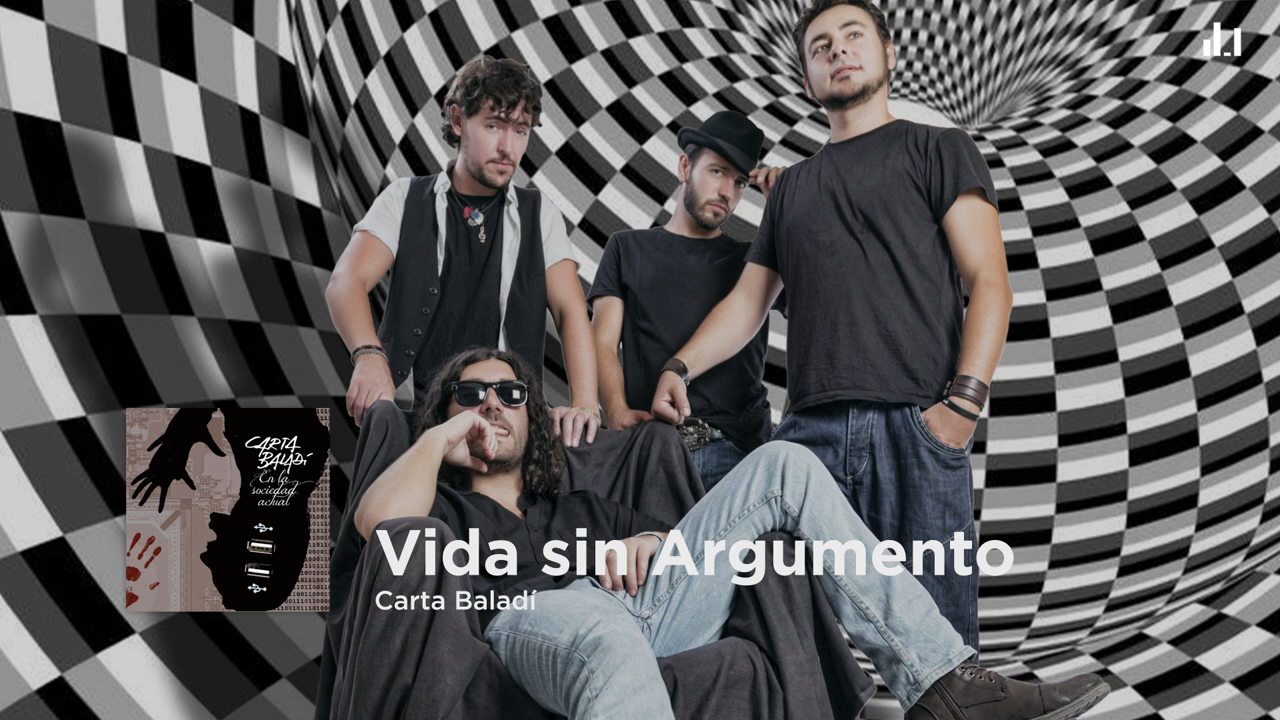 CARTA
BALADÍ
En la
sociedad
actual
Vida sin Argumento
Carta Baladí